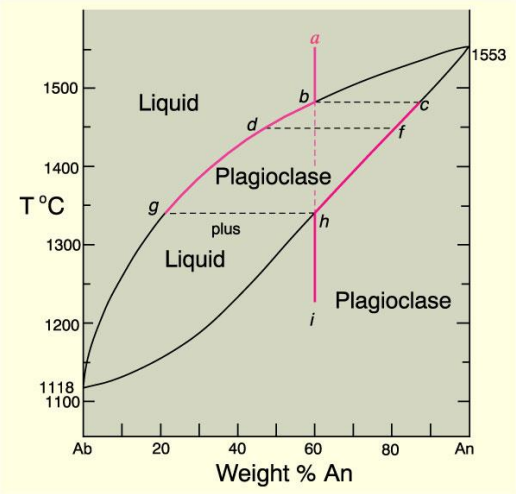 a
1553
1500
Liquid
b
c
d
f
1400
Plagioclase
T °C
g
h
plus
1300
Liquid
Plagioclase
i
1200
1118
1100
Ab
20
40
60
80
An
Weight % An